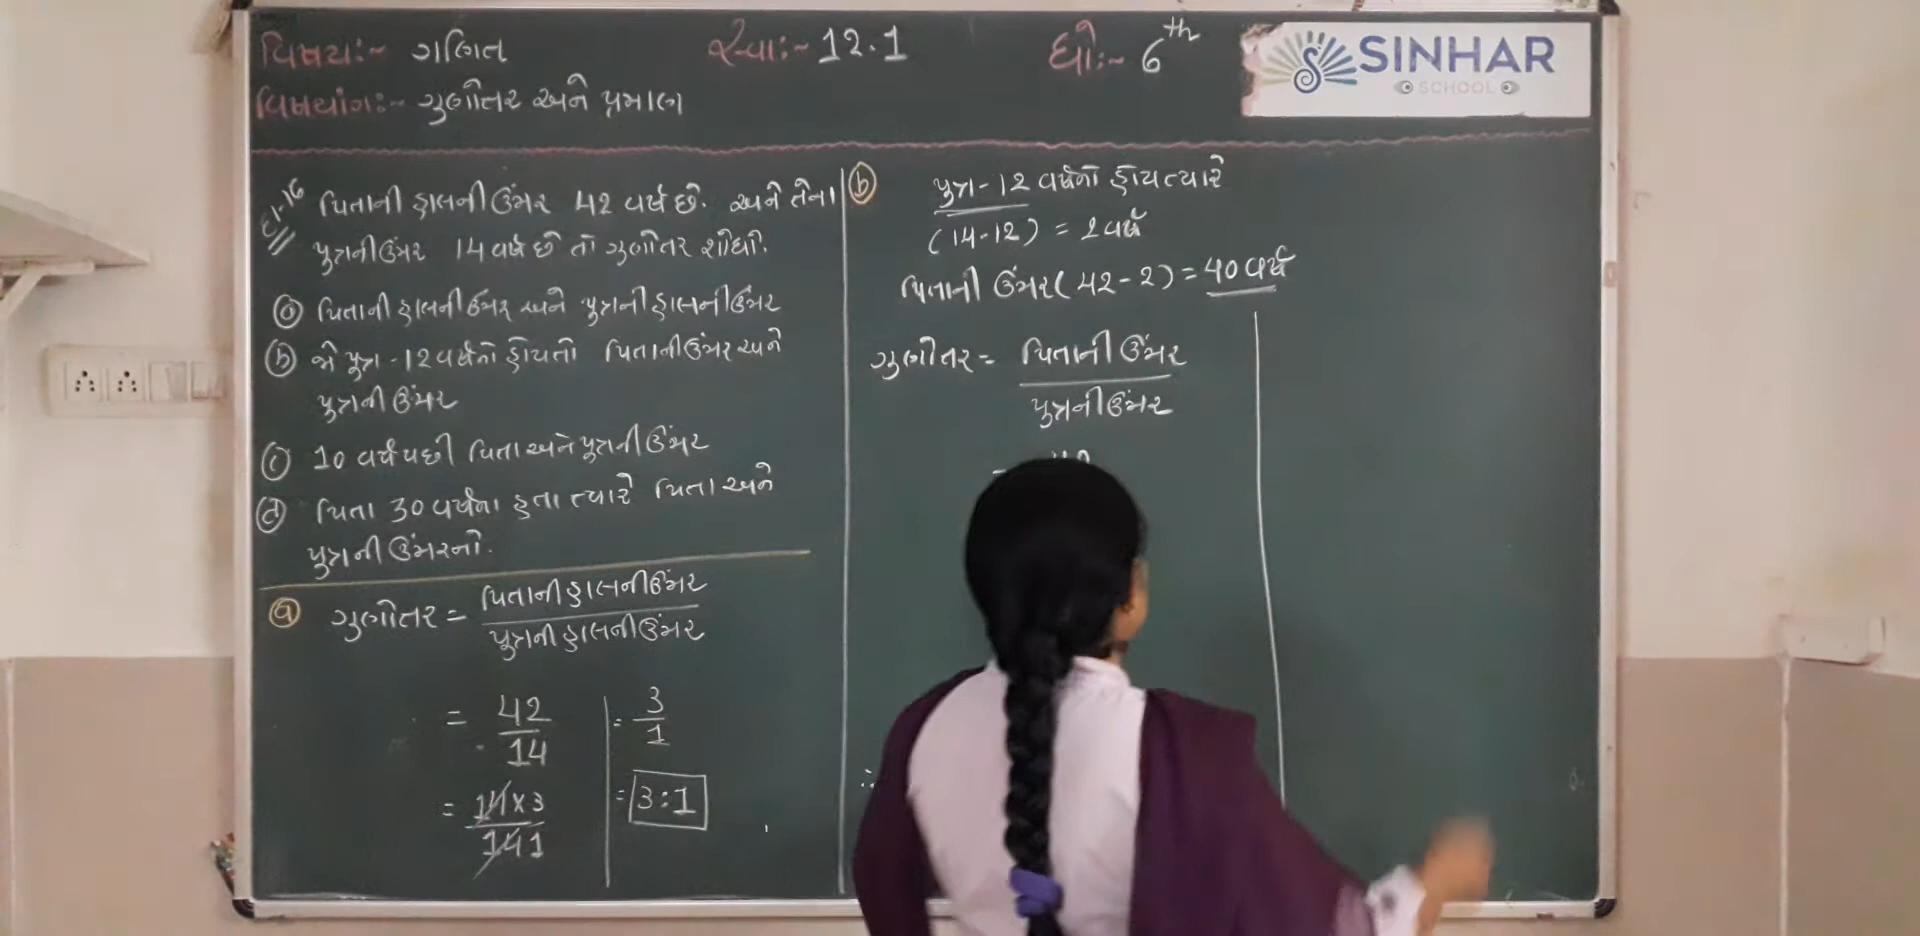 વિષય:- ગણિત
સ્વા:- 12.1
ધો:- 6th
SINHAR
SCHOOL
વિષયાંગ:- ગુણોતર અને પ્રમાણ
દા-16 પિતાની હાલની ઉંમર 42 વર્ષ છે. અને તેના
પુત્રની ઉંમર 14 વર્ષ છે તો ગુણોતર શોધો.
ⓐ પિતાની હાલની ઉંમર અને પુત્રની હાલની ઉંમર
ⓑ જો પુત્ર -12 વર્ષનો હોય તો પિતાની ઉંમર અને
પુત્રની ઉંમર
ⓒ 10 વર્ષ પછી પિતા અને પુત્રની ઉંમર
ⓓ પિતા 30 વર્ષના હતા ત્યારે પિતા અને
પુત્રની ઉંમરનો.
ⓐ ગુણોતર = પિતાની હાલની ઉંમર
પુત્રની હાલની ઉંમર
= 42
14
= 14 x 3
14 1
= 3
1
= 3:1
ⓑ પુત્ર - 12 વર્ષનો હોય ત્યારે
(14-12) = 2 વર્ષ
પિતાની ઉંમર (42-2) = 40 વર્ષ
ગુણોતર = પિતાની ઉંમર
પુત્રની ઉંમર
=
∴